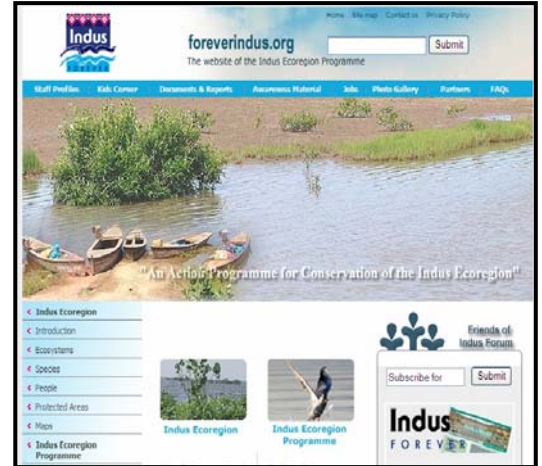 Home Site map Contact us Privacy Policy
Indus
FOREVER
foreverindus.org
Submit
The website of the Indus Ecoregion Programme
Staff Profiles Kids Corner Documents & Reports Awareness Material Jobs Photo Gallery Partners FAQs
"An Action Programme for Conservation of the Indus Ecoregion"
Indus Ecoregion
Introduction
Ecosystems
Species
People
Protected Areas
Maps
Indus Ecoregion
Programme
Indus Ecoregion
Indus Ecoregion
Programme
Friends of
Indus Forum
Subscribe for
Submit
Indus
FOREVER